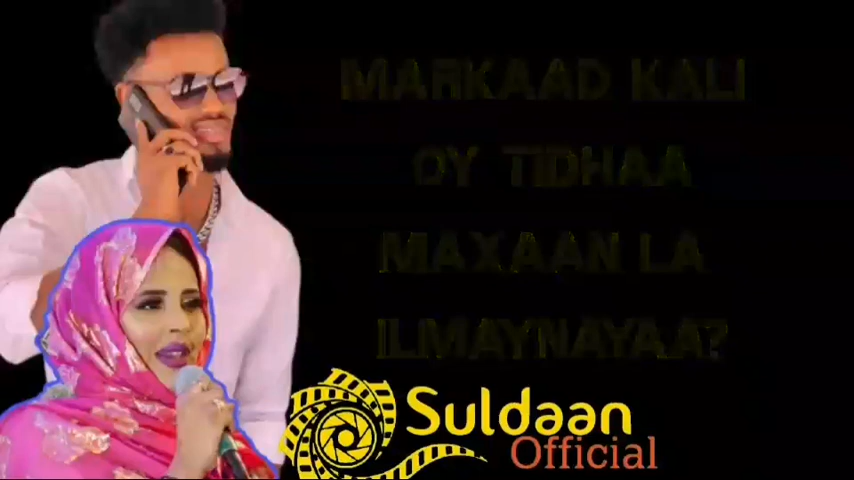 MARKAAD KALI
OY TIDHAA
MAXAAN LA
ILMAYNAYAA?
Suldaan
Official